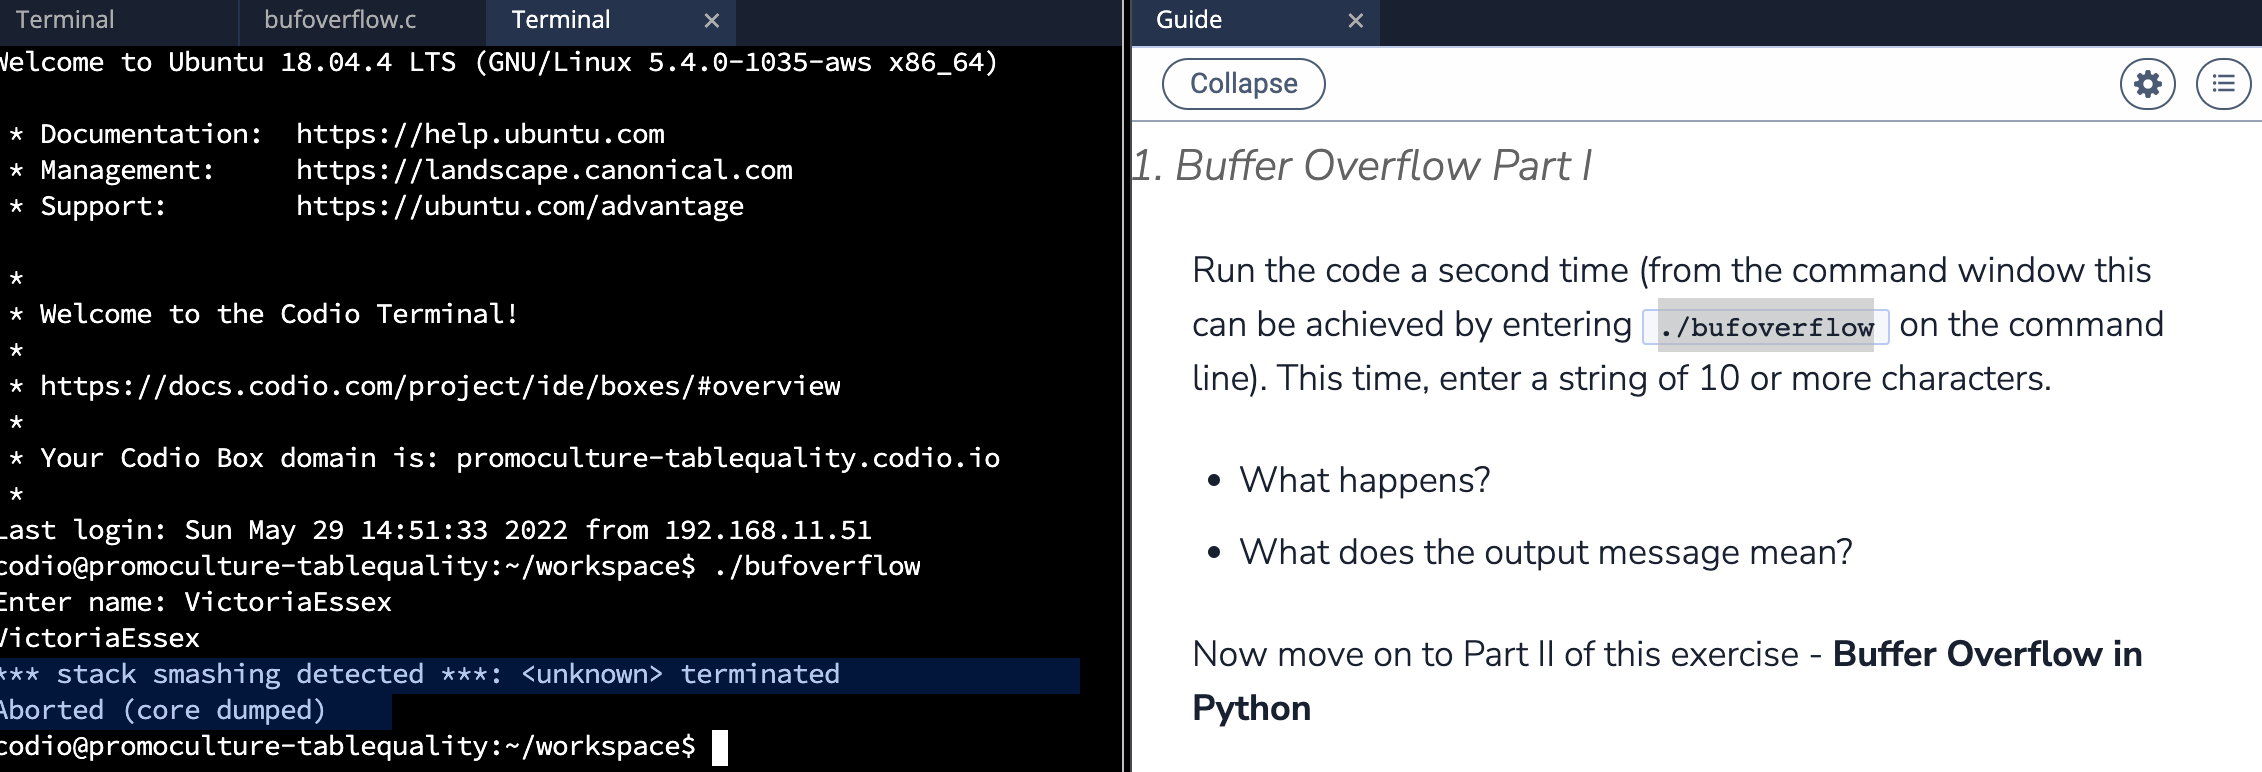 Terminal
bufoverflow.c
Terminal
Welcome to Ubuntu 18.04.4 LTS (GNU/Linux 5.4.0-1035-aws x86_64)
* Documentation: https://help.ubuntu.com
* Management: https://landscape.canonical.com
* Support: https://ubuntu.com/advantage
*
* Welcome to the Codio Terminal!
*
* https://docs.codio.com/project/ide/boxes/#overview
*
* Your Codio Box domain is: promoculture-tablequality.codio.io
*
Last login: Sun May 29 14:51:33 2022 from 192.168.11.51
codio@promoculture-tablequality:~/workspace$ ./bufoverflow
Enter name: VictoriaEssex
VictoriaEssex
*** stack smashing detected ***: <unknown> terminated
Aborted (core dumped)
codio@promoculture-tablequality:~/workspace$
Guide
Collapse
1. Buffer Overflow Part I
Run the code a second time (from the command window this
can be achieved by entering ./bufoverflow on the command
line). This time, enter a string of 10 or more characters.
• What happens?
• What does the output message mean?
Now move on to Part II of this exercise - Buffer Overflow in
Python